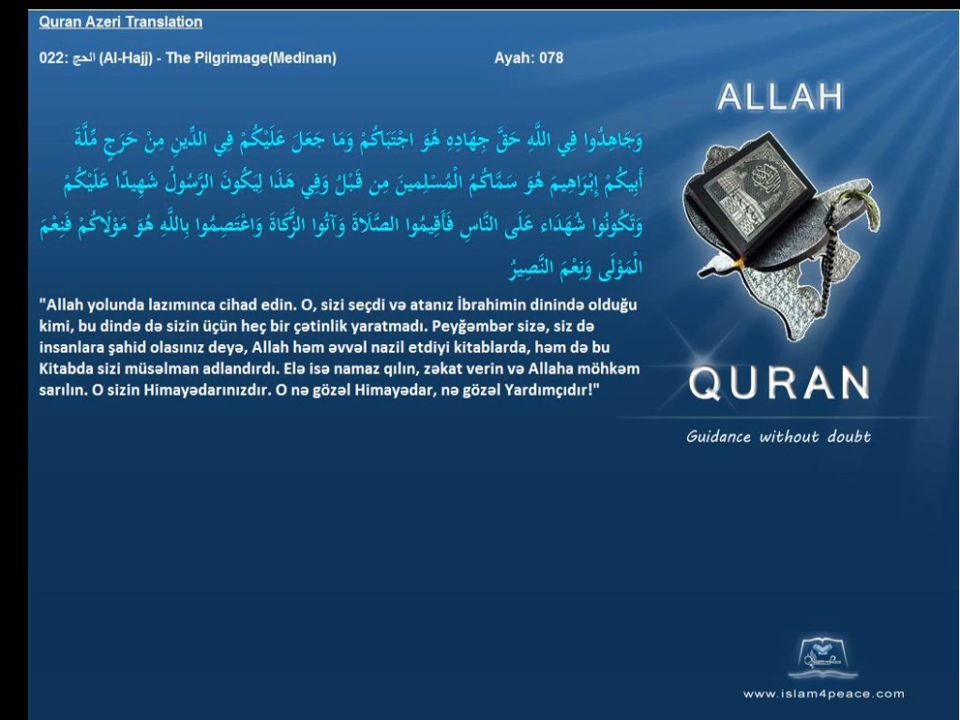 Quran Azeri Translation
022: الحج (Al-Hajj) - The Pilgrimage(Medinan) Ayah: 078
وَجَاهِدُوا فِي اللَّهِ حَقَّ جِهَادِهِ هُوَ اجْتَبَاكُمْ وَمَا جَعَلَ عَلَيْكُمْ فِي الدِّينِ مِنْ حَرَجٍ مِّلَّةَ
أَبِيكُمْ إِبْرَاهِيمَ هُوَ سَمَّاكُمُ الْمُسْلِمينَ مِن قَبْلُ وَفِي هَذَا لِيَكُونَ الرَّسُولُ شَهِيدًا عَلَيْكُمْ
وَتَكُونُوا شُهَدَاء عَلَى النَّاسِ فَأَقِيمُوا الصَّلَاةَ وَآتُوا الزَّكَاةَ وَاعْتَصِمُوا بِاللَّهِ هُوَ مَوْلَاكُمْ فَنِعْمَ
الْمَوْلَى وَنِعْمَ النَّصِيرُ
"Allah yolunda lazımınca cihad edin. O, sizi seçdi və atanız İbrahimin dinində olduğu
kimi, bu dində də sizin üçün heç bir çətinlik yaratmadı. Peyğəmbər sizə, siz də
insanlara şahid olasınız deyə, Allah həm əvvəl nazil etdiyi kitablarda, həm də bu
Kitabda sizi müsəlman adlandırdı. Elə isə namaz qılın, zəkat verin və Allaha möhkəm
sarılın. O sizin Himayədarınızdır. O nə gözəl Himayədar, nə gözəl Yardımçıdır!"
ALLAH
QURAN
Guidance without doubt
www.islam4peace.com